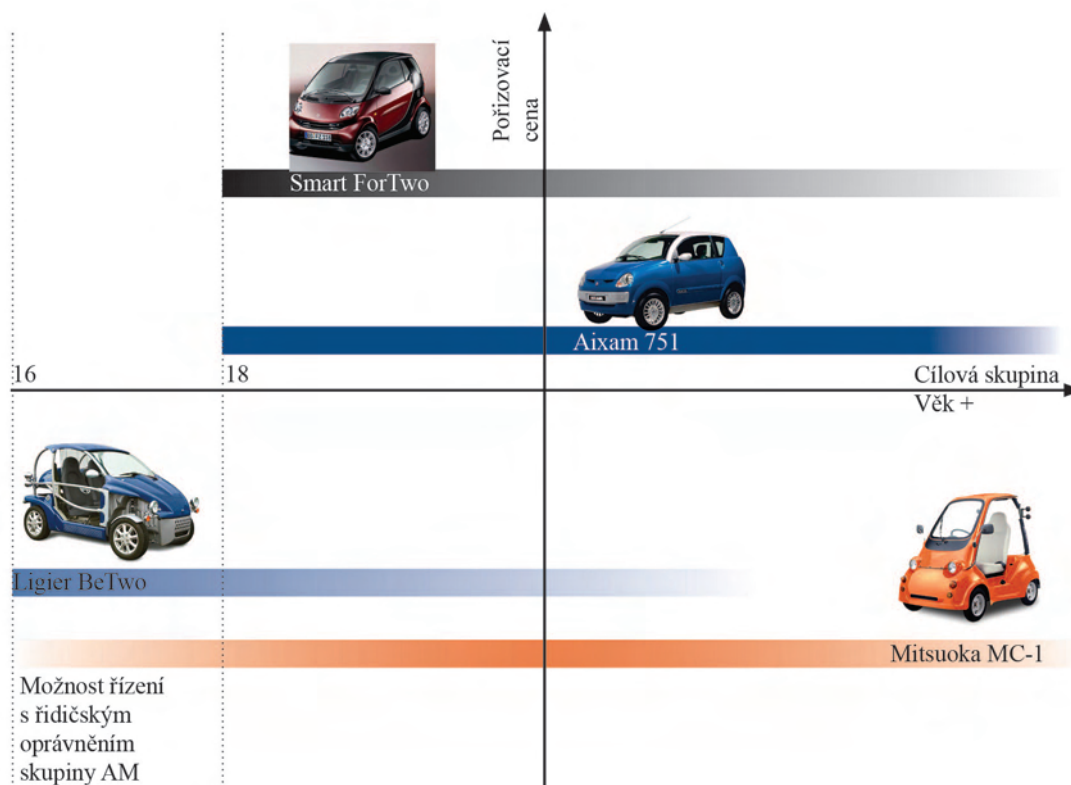 Pořizovací
cena
Smart ForTwo
Aixam 751
16
18
Cílová skupina
Věk +
Ligier BeTwo
Mitsuoka MC-1
Možnost řízení
s řidičským
oprávněním
skupiny AM